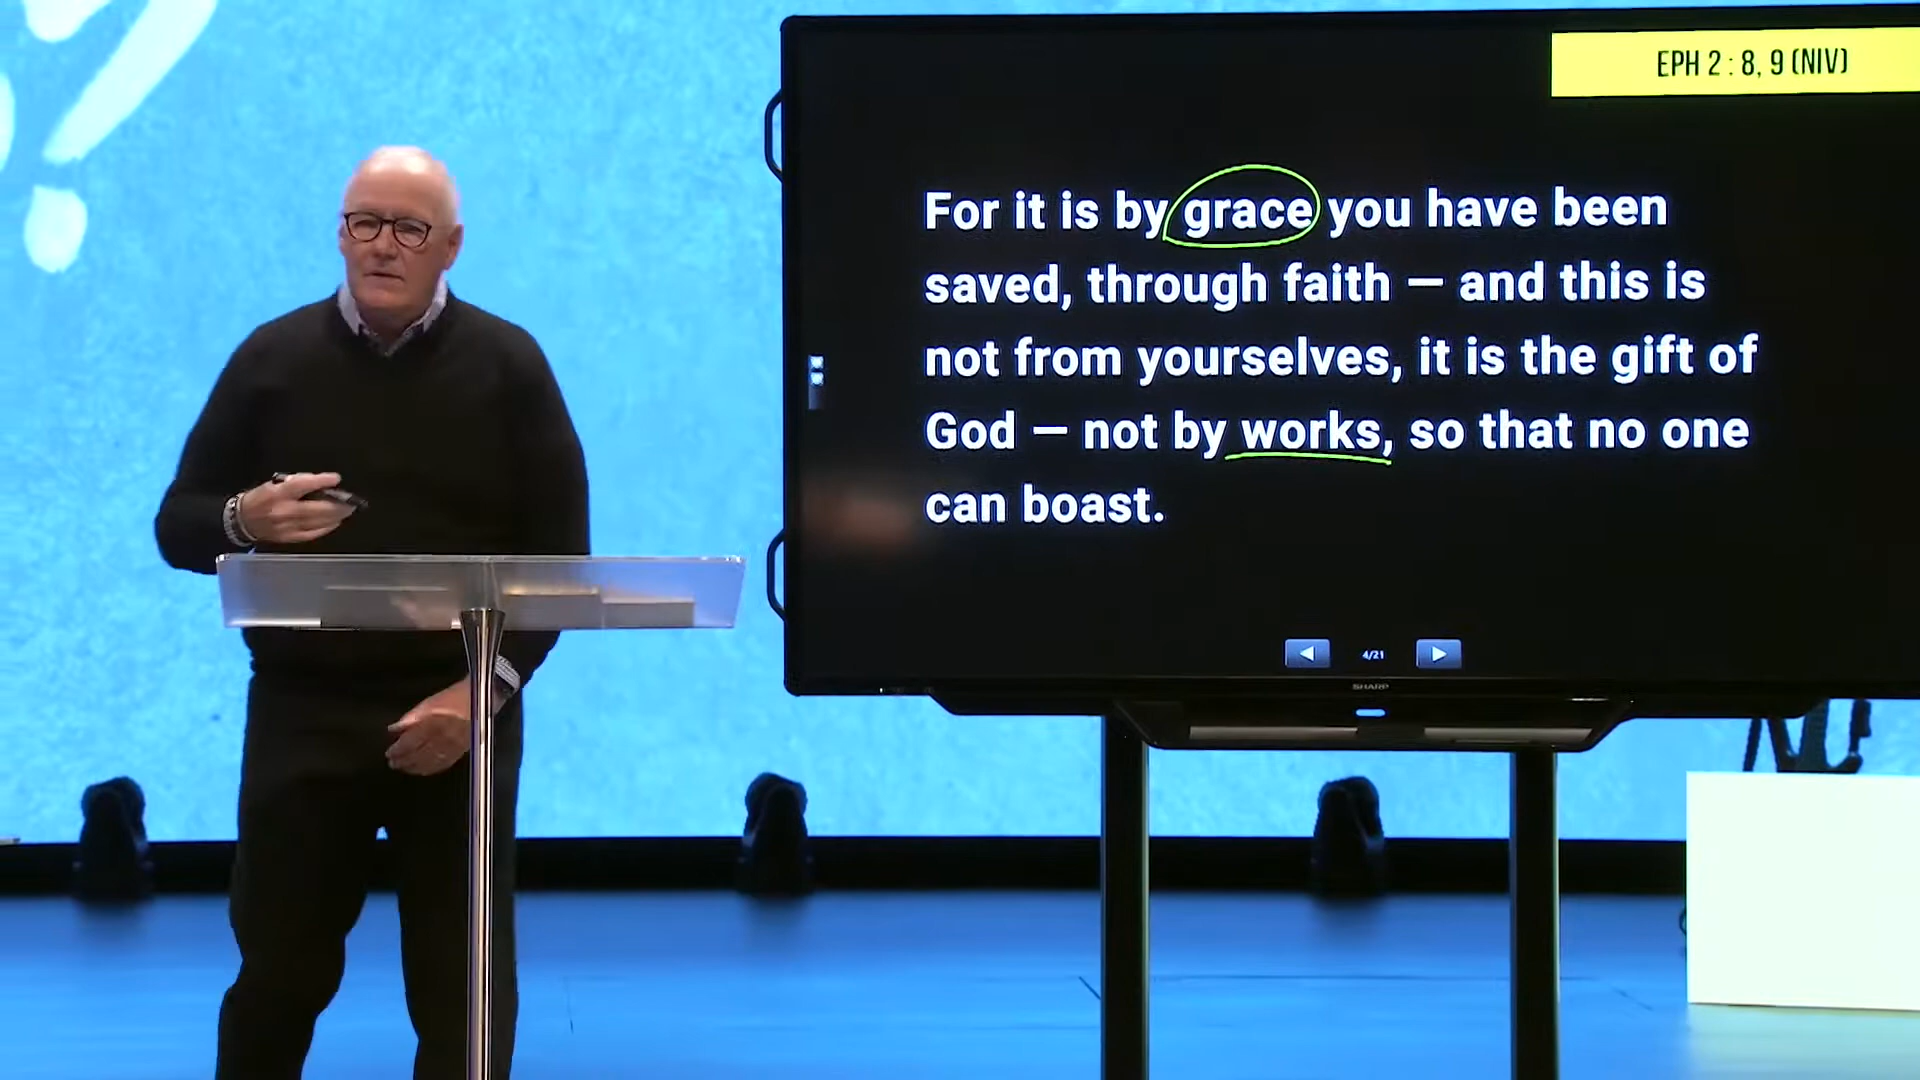 EPH 2 : 8, 9 (NIV)
For it is by grace you have been
saved, through faith — and this is
not from yourselves, it is the gift of
God — not by works, so that no one
can boast.
4/21
SHARP